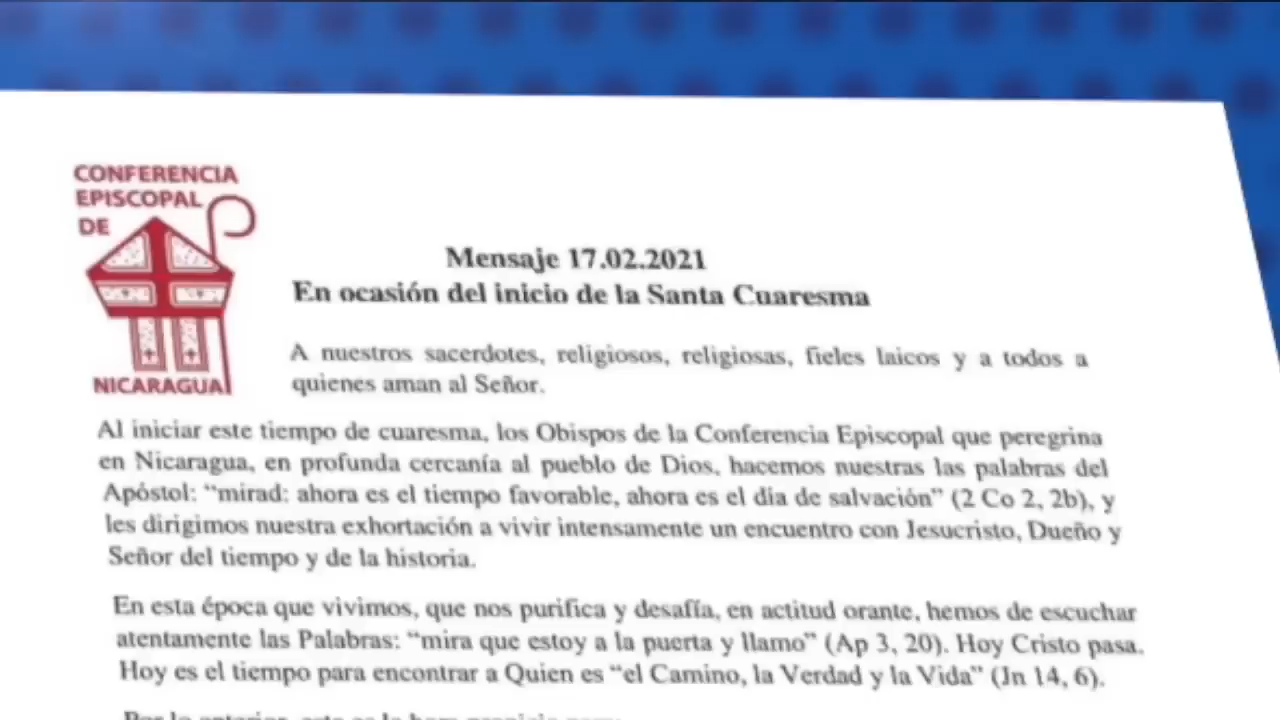 CONFERENCIA
EPISCOPAL
DE
NICARAGUA
Mensaje 17.02.2021
En ocasión del inicio de la Santa Cuaresma
A nuestros sacerdotes, religiosos, religiosas, fieles laicos y a todos a
quienes aman al Señor.
Al iniciar este tiempo de cuaresma, los Obispos de la Conferencia Episcopal que peregrina
en Nicaragua, en profunda cercanía al pueblo de Dios, hacemos nuestras las palabras del
Apóstol: “mirad: ahora es el tiempo favorable, ahora es el día de salvación” (2 Co 2, 2b), y
les dirigimos nuestra exhortación a vivir intensamente un encuentro con Jesucristo, Dueño y
Señor del tiempo y de la historia.
En esta época que vivimos, que nos purifica y desafía, en actitud orante, hemos de escuchar
atentamente las Palabras: “mira que estoy a la puerta y llamo” (Ap 3, 20). Hoy Cristo pasa.
Hoy es el tiempo para encontrar a Quien es “el Camino, la Verdad y la Vida” (Jn 14, 6).